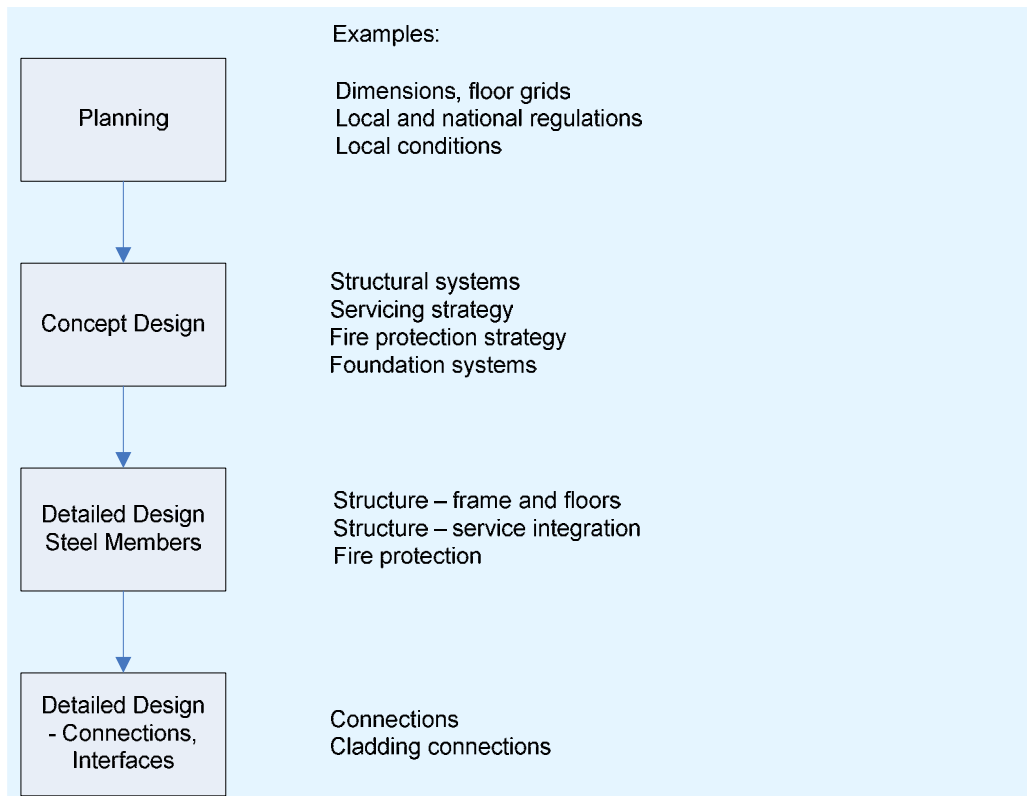 Examples:
Planning
Dimensions, floor grids
Local and national regulations
Local conditions
Concept Design
Structural systems
Servicing strategy
Fire protection strategy
Foundation systems
Detailed Design
Steel Members
Structure – frame and floors
Structure – service integration
Fire protection
Detailed Design
- Connections,
Interfaces
Connections
Cladding connections